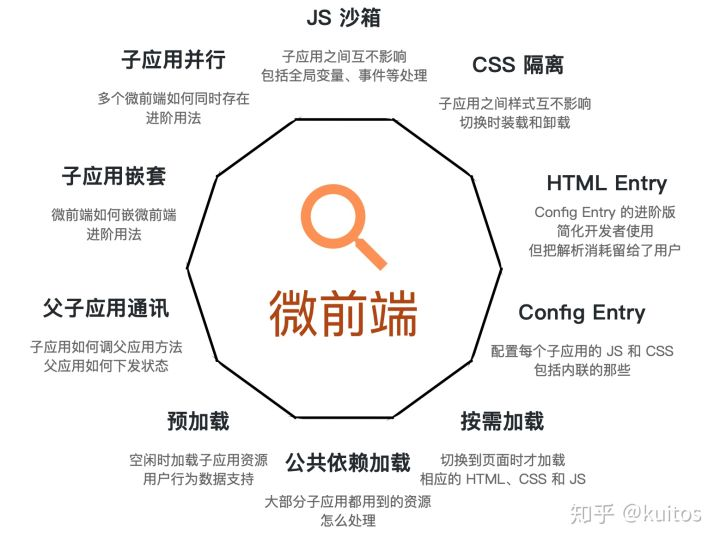 JS 沙箱
子应用之间互不影响
包括全局变量、事件等处理
CSS 隔离
子应用之间样式互不影响
切换时装载和卸载
HTML Entry
Config Entry 的进阶版
简化开发者使用
但把解析消耗留给了用户
Config Entry
配置每个子应用的 JS 和 CSS
包括内联的那些
按需加载
切换到页面时才加载
相应的 HTML、CSS 和 JS
公共依赖加载
大部分子应用都用到的资源
怎么处理
预加载
空闲时加载子应用资源
用户行为数据支持
父子应用通讯
子应用如何调父应用方法
父应用如何下发状态
子应用嵌套
微前端如何嵌微前端
进阶用法
子应用并行
多个微前端如何同时存在
进阶用法
微前端
知乎 @kuitos